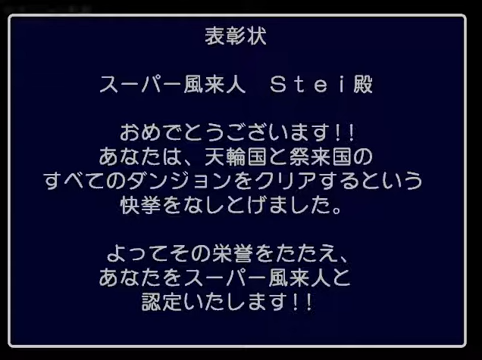 表彰状
スーパー風来人　Ｓｔｅｉ殿
おめでとうございます!!
あなたは、天輪国と祭来国の
すべてのダンジョンをクリアするという
快挙をなしとげました。
よってその栄誉をたたえ、
あなたをスーパー風来人と
認定いたします!!